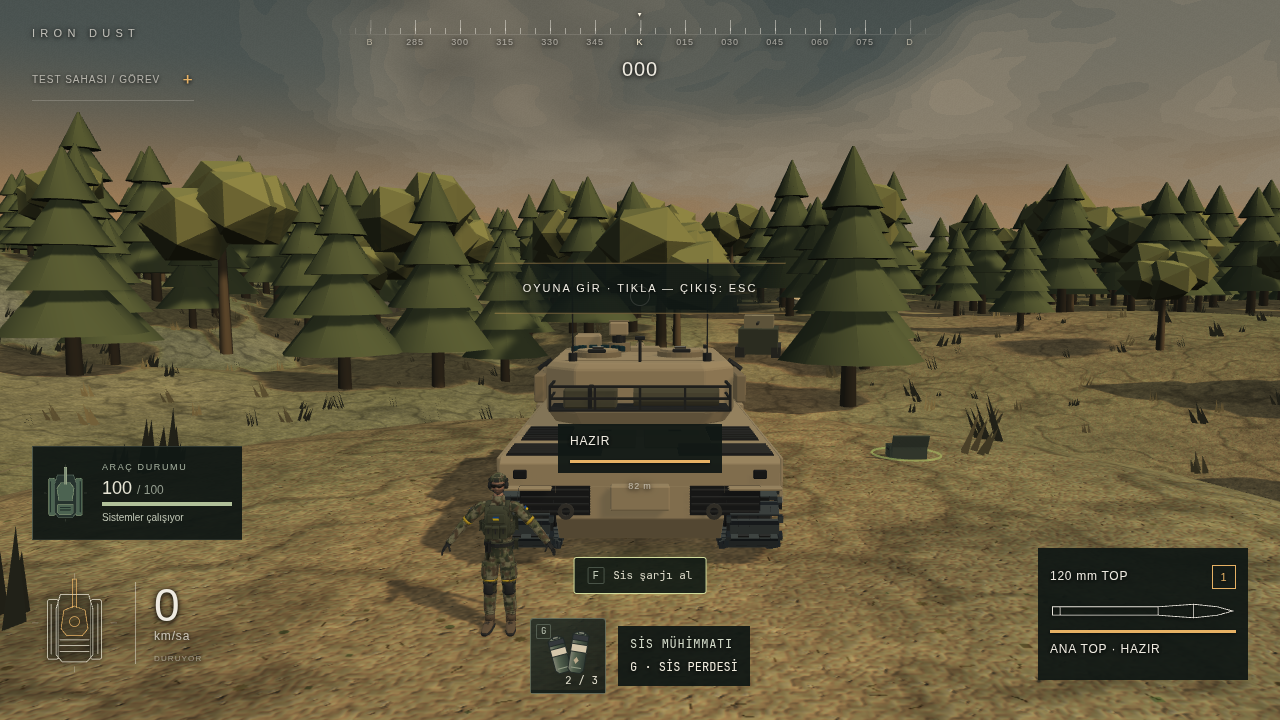 IRON DUST
B 285 300 315 330 345 K 015 030 045 060 075 D
000
TEST SAHASI / GÖREV +
OYUNA GİR · TIKLA — ÇIKIŞ: ESC
HAZIR
82 m
ARAÇ DURUMU
100 / 100
Sistemler çalışıyor
F Sis şarjı al
120 mm TOP 1
ANA TOP · HAZIR
0
km/sa
DURUYOR
G
2 / 3
SİS MÜHİMMATI
G · SİS PERDESİ